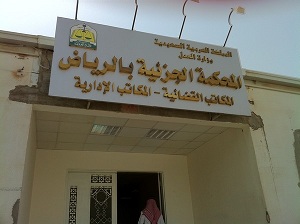 المملكة العربية السعودية
وزارة العدل
المحكمة الجزئية بالرياض
المكاتب القضائية - المكاتب الإدارية